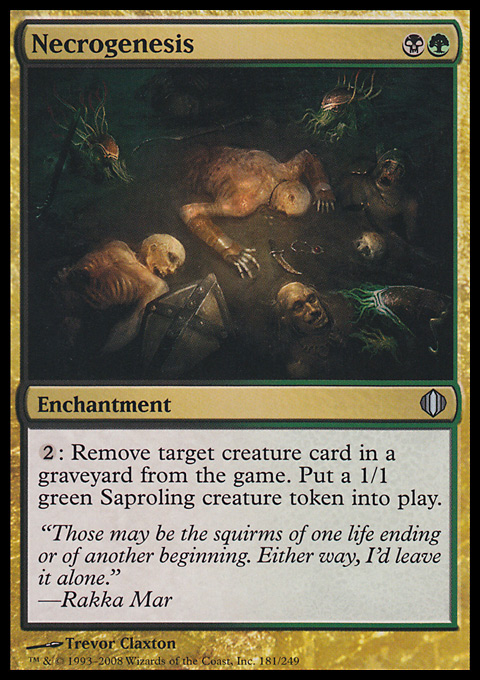 Necrogenesis
Enchantment
2: Remove target creature card in a
graveyard from the game. Put a 1/1
green Saproling creature token into play.
“Those may be the squirms of one life ending
or of another beginning. Either way, I’d leave
it alone.”
—Rakka Mar
Trevor Claxton
™ & © 1993–2008 Wizards of the Coast, Inc. 181/249